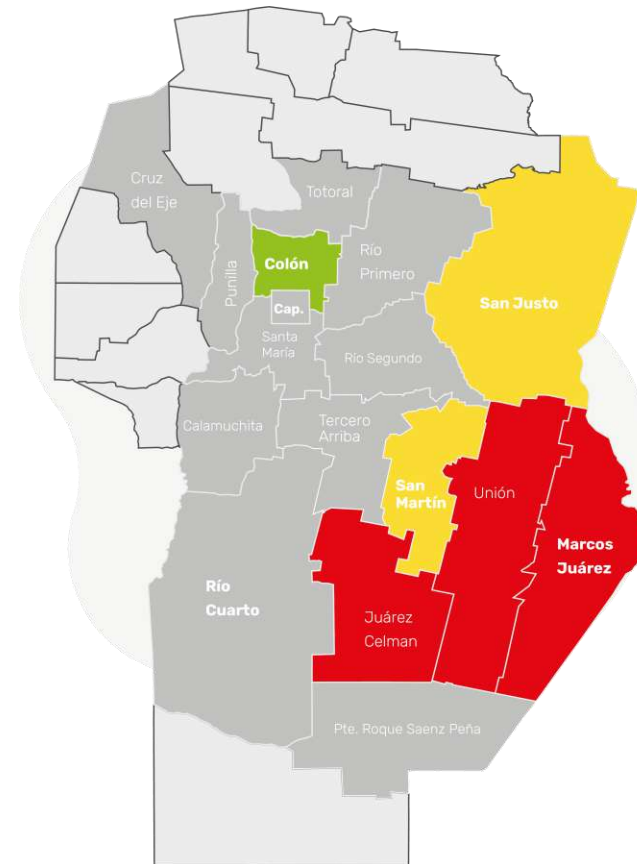 Cruz
del Eje
Totoral
Punilla
Colón
Río
Primero
Cap.
San Justo
Santa
María
Río Segundo
Calamuchita
Tercero
Arriba
San
Martín
Unión
Marcos
Juárez
Río
Cuarto
Juárez
Celman
Pte. Roque Saenz Peña